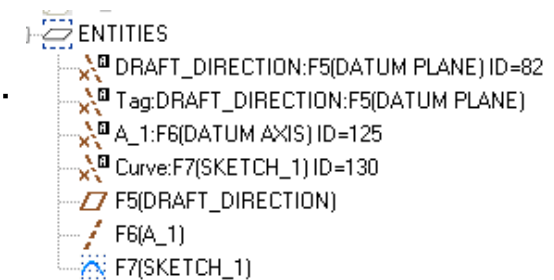 ENTITIES
DRAFT_DIRECTION:F5(DATUM PLANE) ID=82
Tag:DRAFT_DIRECTION:F5(DATUM PLANE)
A_1:F6(DATUM AXIS) ID=125
Curve:F7(SKETCH_1) ID=130
F5(DRAFT_DIRECTION)
F6(A_1)
F7(SKETCH_1)